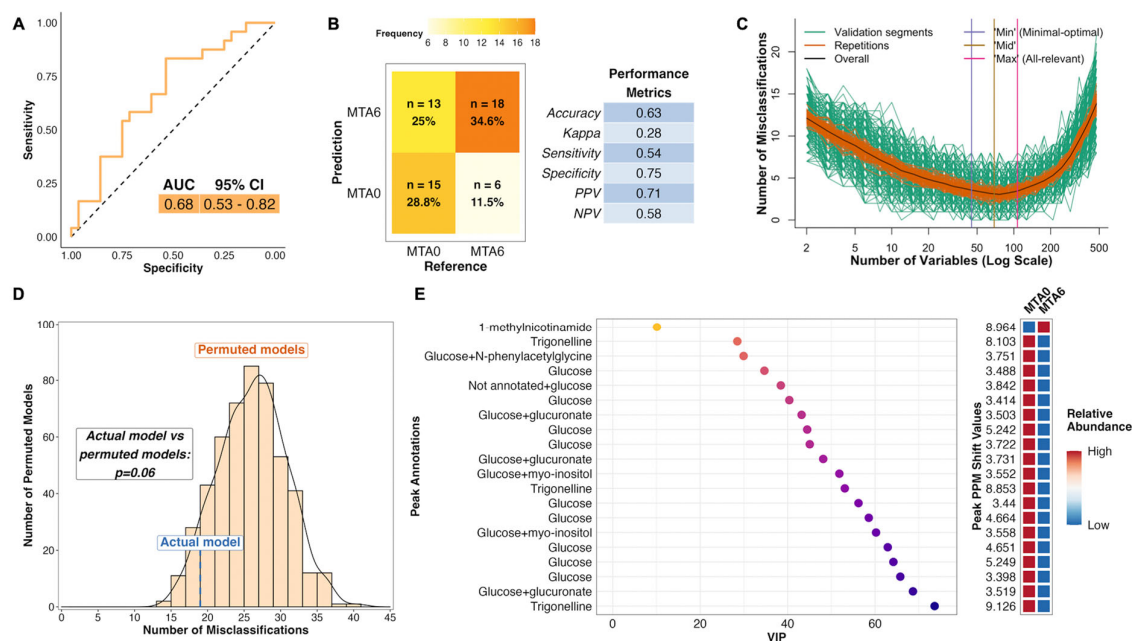 A
1.00
0.75
0.50
0.25
0.00
Sensitivity
AUC 95% CI
0.68 0.53 - 0.82
1.00 0.75 0.50 0.25 0.00
Specificity
B
Frequency
6 10 14 18
Prediction
MTA6
MTA0
n = 13
25%
n = 18
34.6%
n = 15
28.8%
n = 6
11.5%
MTA0 MTA6
Reference
Performance
Metrics
Accuracy 0.63
Kappa 0.28
Sensitivity 0.54
Specificity 0.75
PPV 0.71
NPV 0.58
C
Validation segments
Repetitions
Overall
'Min' (Minimal-optimal)
'Mid'
'Max' (All-relevant)
Number of Misclassifications
20
15
10
5
0
2 5 10 20 50 100 200 500
Number of Variables (Log Scale)
D
100
80
60
40
20
0
Number of Permuted Models
Permuted models
Actual model vs
permuted models:
p=0.06
Actual model
0 5 10 15 20 25 30 35 40 45
Number of Misclassifications
E
Peak Annotations
1-methylnicotinamide
Trigonelline
Glucose+N-phenylacetylglycine
Glucose
Not annotated+glucose
Glucose
Glucose+glucuronate
Glucose
Glucose
Glucose+glucuronate
Glucose+myo-inositol
Trigonelline
Glucose
Glucose
Glucose+myo-inositol
Glucose
Glucose
Glucose
Glucose+glucuronate
Trigonelline
0 20 40 60
VIP
MTA0
MTA6
Peak PPM Shift Values
8.964
8.103
3.751
3.488
3.842
3.414
3.503
5.242
3.722
3.731
3.552
8.853
3.44
4.664
3.558
4.651
5.249
3.398
3.519
9.126
Relative
Abundance
High
Low